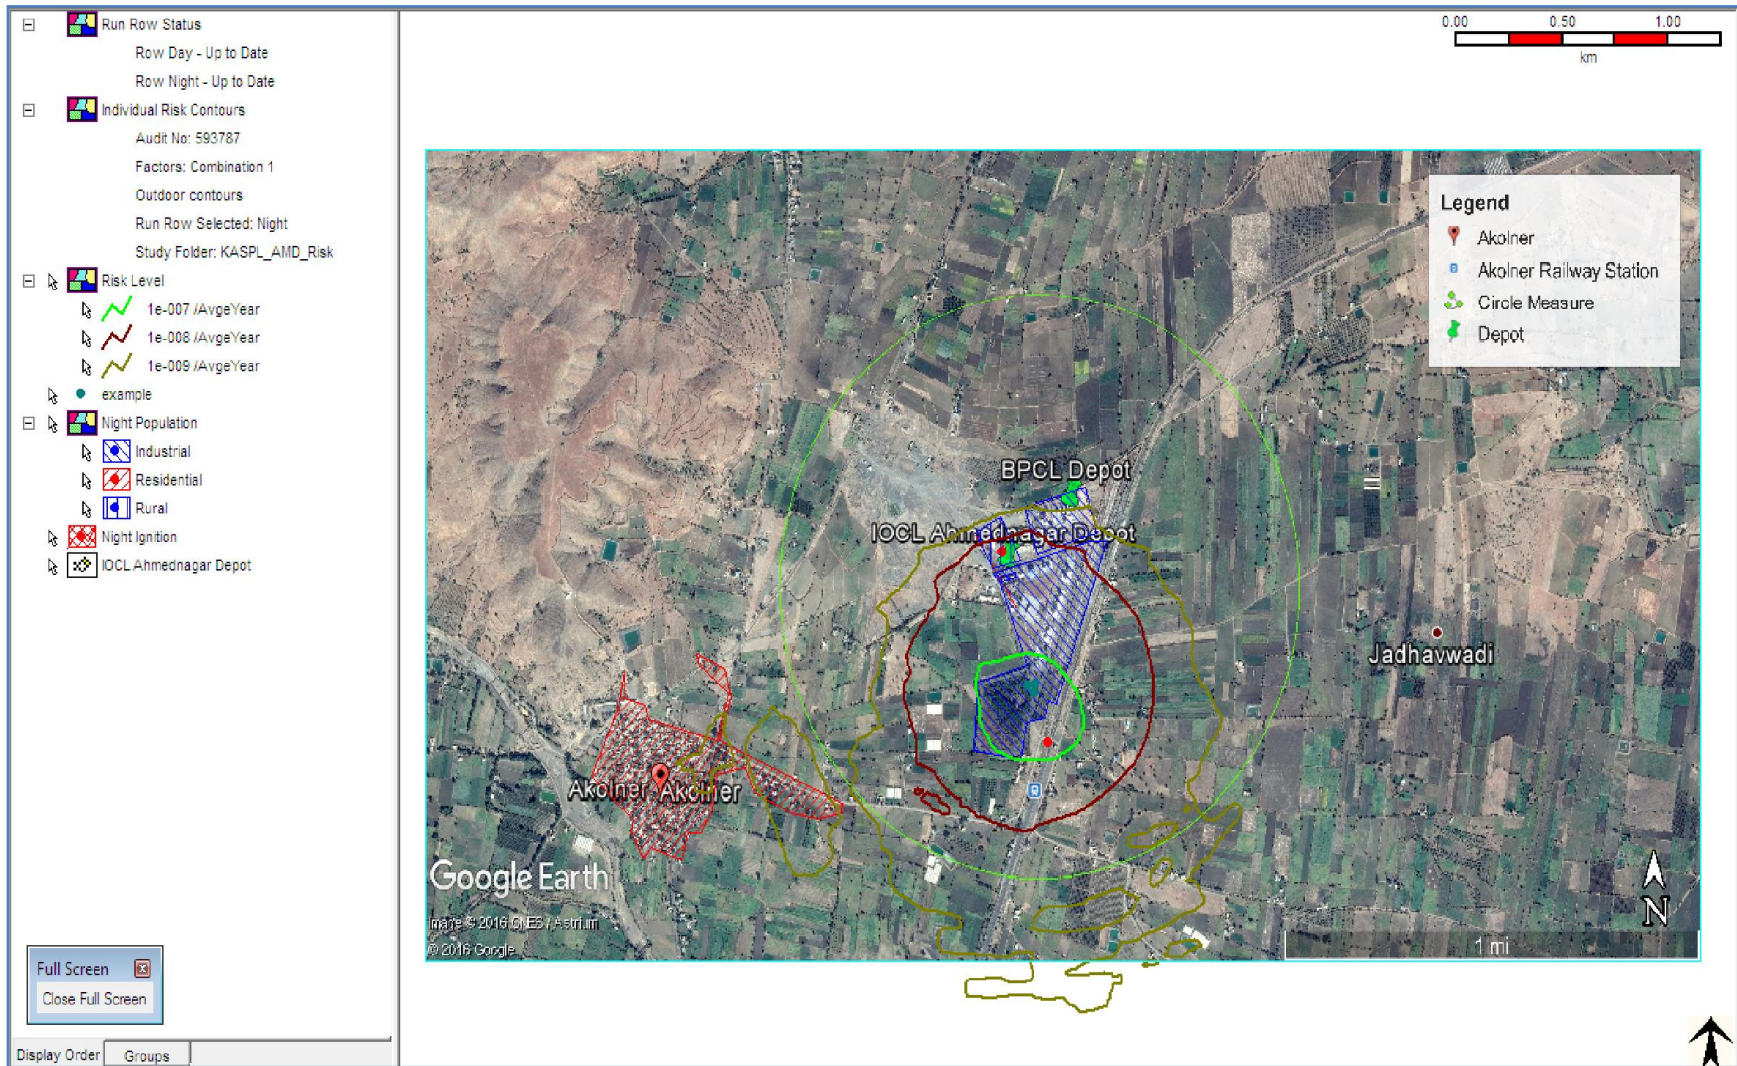 Run Row Status
Row Day - Up to Date
Row Night - Up to Date
Individual Risk Contours
Audit No: 593787
Factors: Combination 1
Outdoor contours
Run Row Selected: Night
Study Folder: KASPL_AMD_Risk
Risk Level
1e-007 /AvgeYear
1e-008 /AvgeYear
1e-009 /AvgeYear
example
Night Population
Industrial
Residential
Rural
Night Ignition
IOCL Ahmednagar Depot
Full Screen
Close Full Screen
Display Order
Groups
0.00 0.50 1.00
km
Legend
Akolner
Akolner Railway Station
Circle Measure
Depot
BPCL Depot
IOCL Ahmednagar Depot
Jadhavwadi
Akolner Akolner
Google Earth
Image © 2016 CNES / Astrium
© 2016 Google
N
1 mi